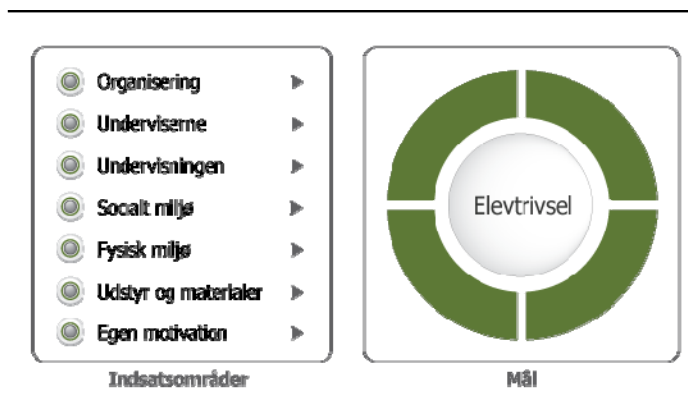 Organisering
Underviserne
Undervisningen
Socialt miljø
Fysisk miljø
Udstyr og materialer
Egen motivation
Indsatsområder
Elevtrivsel
Mål